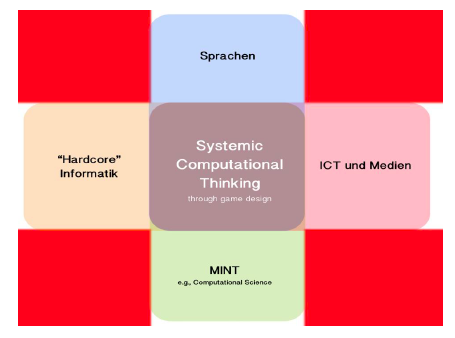 Sprachen
"Hardcore"
Informatik
Systemic
Computational
Thinking
through game design
ICT und Medien
MINT
e.g., Computational Science